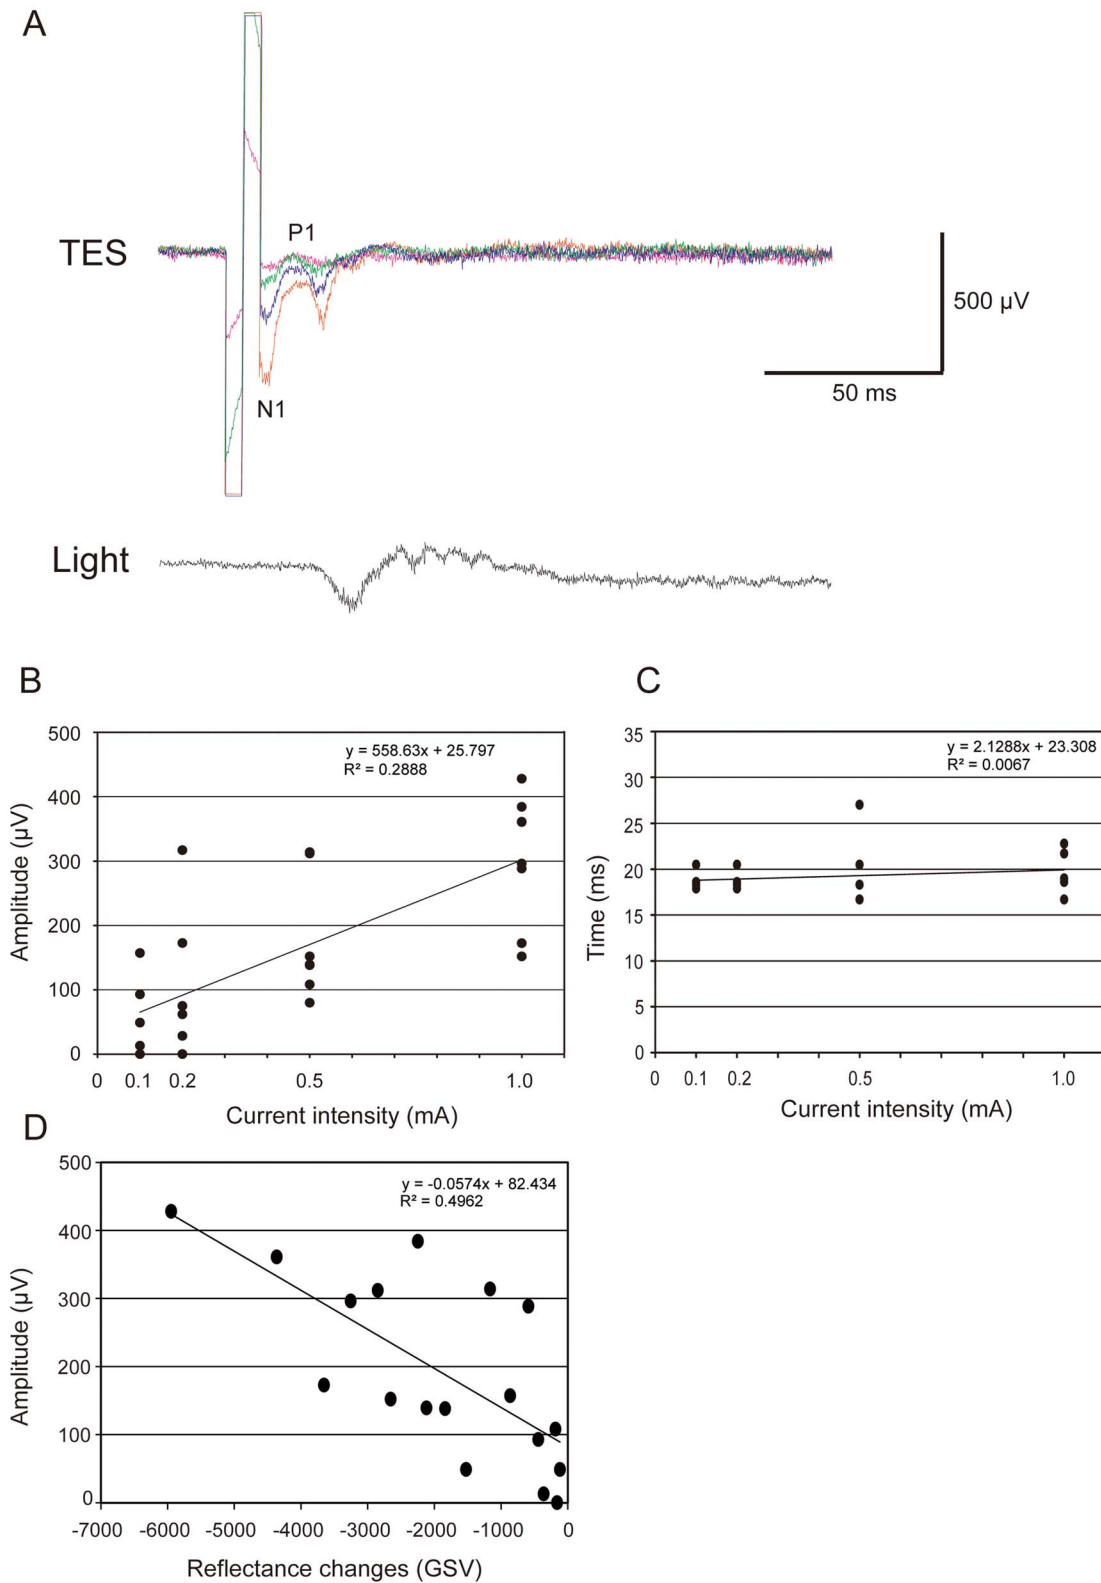 A
P1
TES
500 µV
50 ms
N1
Light
B
C
500
400
300
200
100
0
y = 558.63x + 25.797
R² = 0.2888
Amplitude (µV)
0 0.1 0.2 0.5 1.0
Current intensity (mA)
35
30
25
20
15
10
5
0
y = 2.1288x + 23.308
R² = 0.0067
Time (ms)
0 0.1 0.2 0.5 1.0
Current intensity (mA)
D
500
400
300
200
100
0
y = -0.0574x + 82.434
R² = 0.4962
Amplitude (µV)
-7000 -6000 -5000 -4000 -3000 -2000 -1000 0
Reflectance changes (GSV)